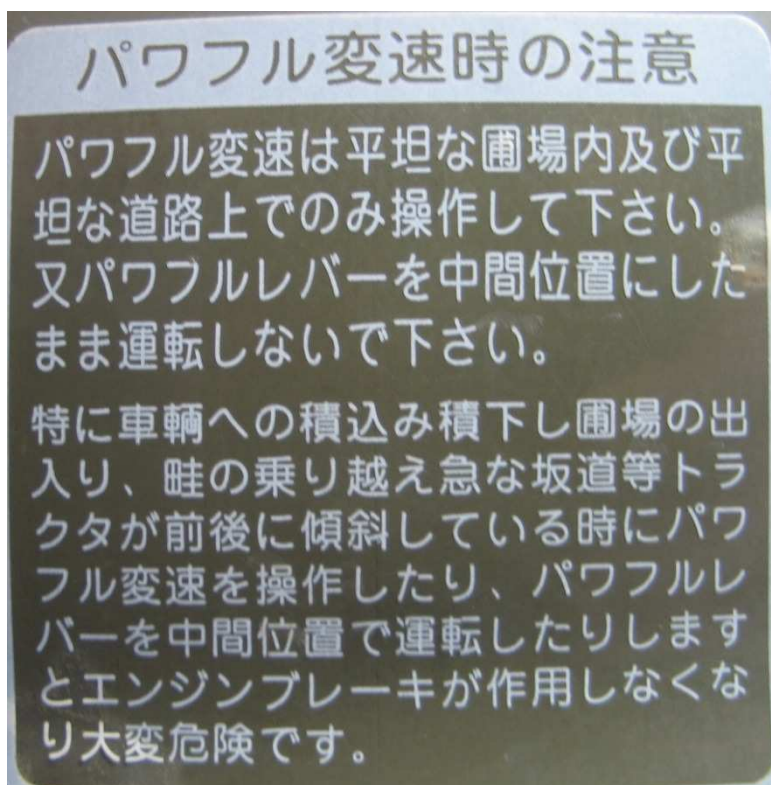 パワフル変速時の注意
パワフル変速は平坦な圃場内及び平
坦な道路上でのみ操作して下さい。
又パワフルレバーを中間位置にした
まま運転しないで下さい。
特に車輌への積込み積下し圃場の出
入り、畦の乗り越え急な坂道等トラ
クタが前後に傾斜している時にパワ
フル変速を操作したり、パワフルレ
バーを中間位置で運転したりします
とエンジンブレーキが作用しなくな
り大変危険です。